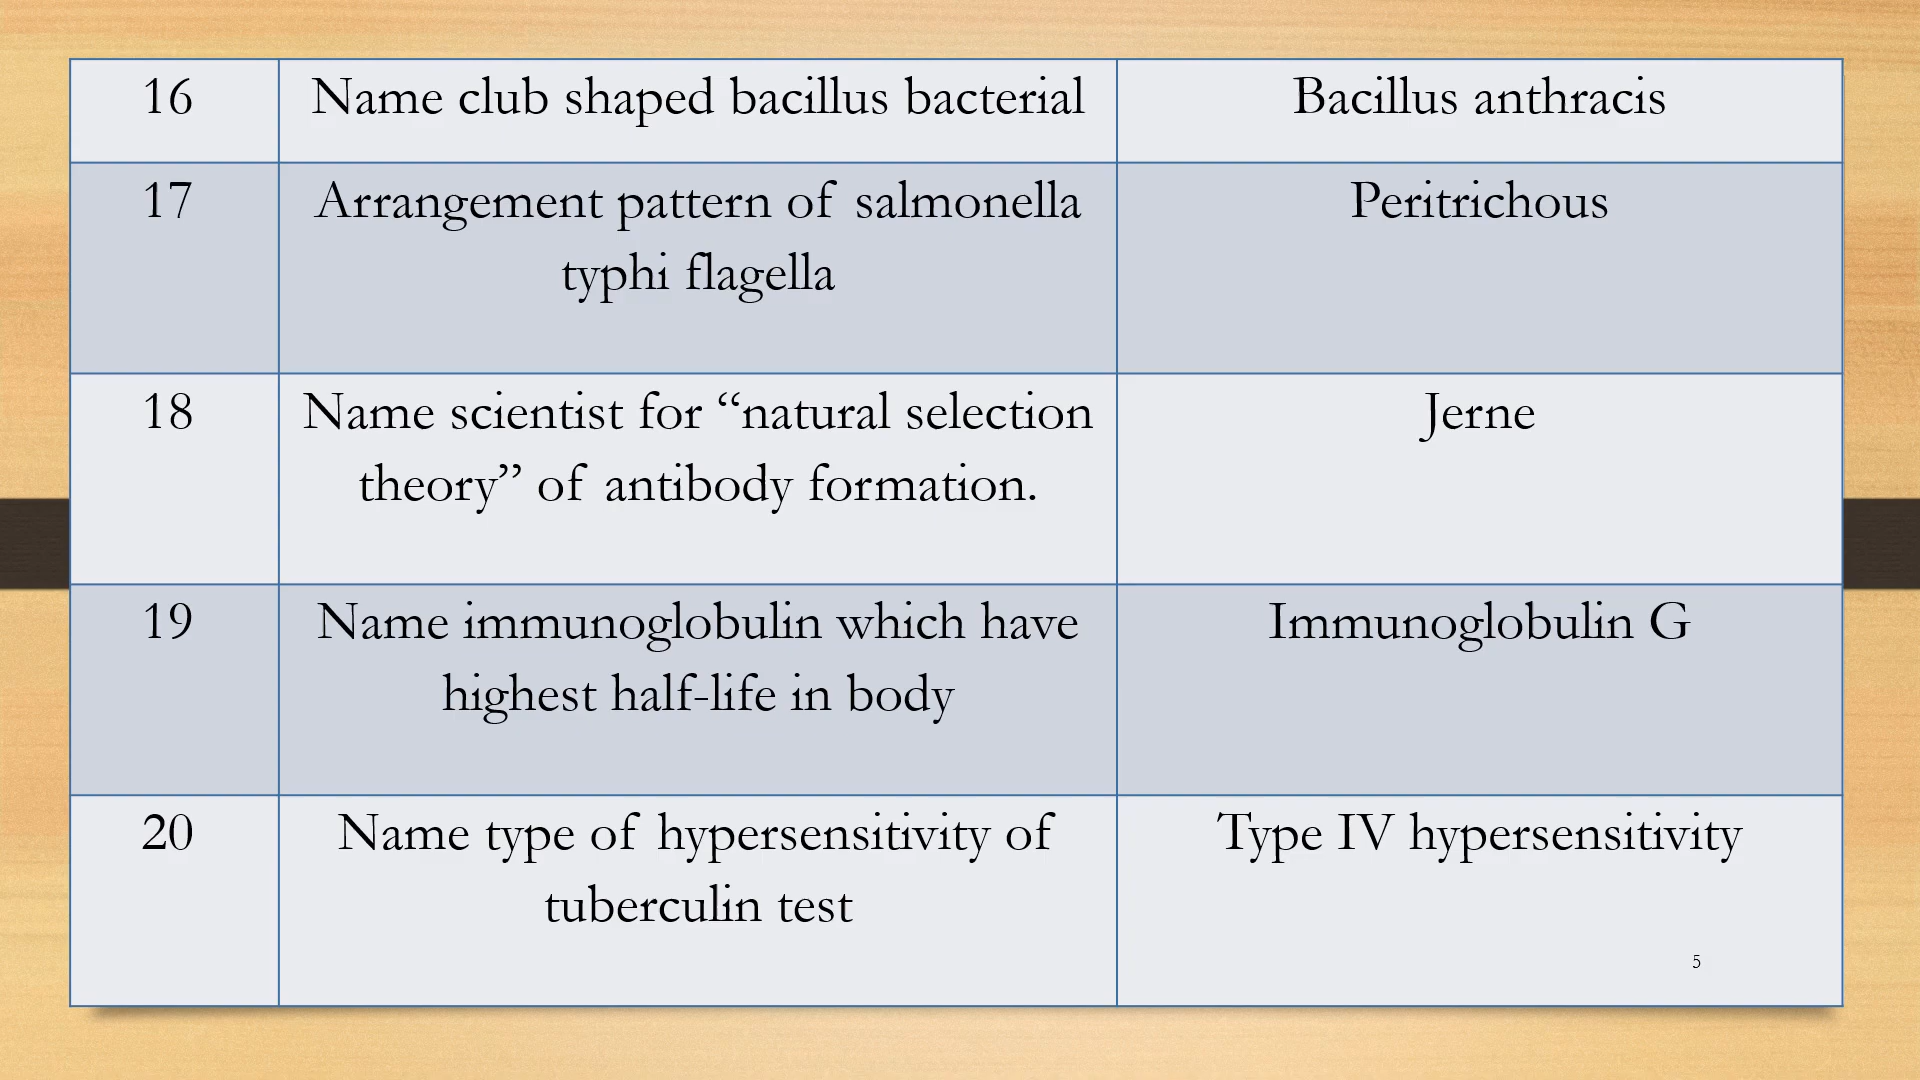 16 Name club shaped bacillus bacterial Bacillus anthracis
17 Arrangement pattern of salmonella Peritrichous
typhi flagella
18 Name scientist for “natural selection Jerne
theory” of antibody formation.
19 Name immunoglobulin which have Immunoglobulin G
highest half-life in body
20 Name type of hypersensitivity of Type IV hypersensitivity
tuberculin test
5